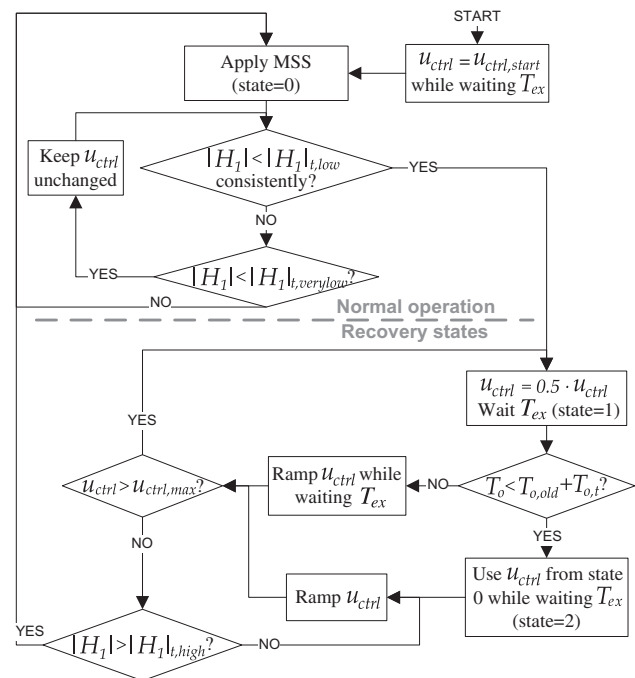 START
u_ctrl = u_ctrl,start
while waiting T_ex
Apply MSS
(state=0)
Keep u_ctrl
unchanged
|H_1|<|H_1|_t,low
consistently?
YES
NO
|H_1|<|H_1|_t,verylow?
YES
NO
Normal operation
Recovery states
u_ctrl = 0.5 · u_ctrl
Wait T_ex (state=1)
YES
u_ctrl>u_ctrl,max?
Ramp u_ctrl while
waiting T_ex
NO
T_o<T_o,old+T_o,t?
NO
YES
Ramp u_ctrl
Use u_ctrl from state
0 while waiting T_ex
(state=2)
YES
|H_1|>|H_1|_t,high?
NO